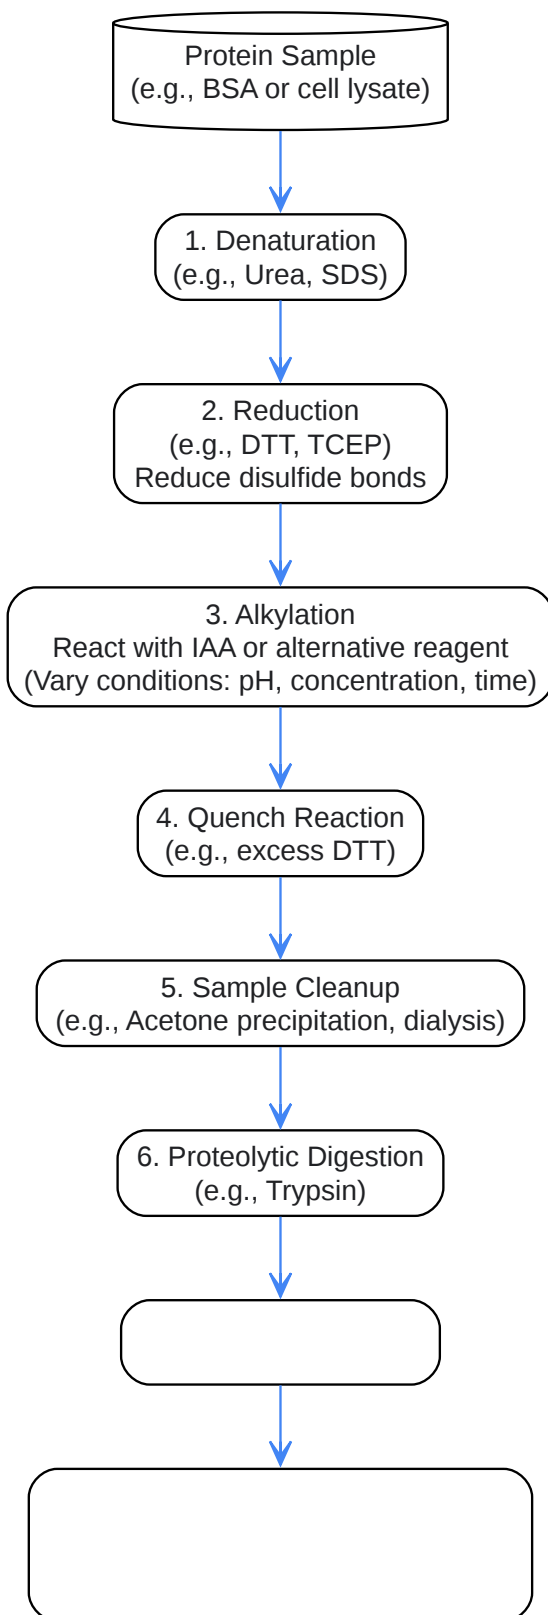 Protein Sample
(e.g., BSA or cell lysate)
1. Denaturation
(e.g., Urea, SDS)
2. Reduction
(e.g., DTT, TCEP)
Reduce disulfide bonds
3. Alkylation
React with IAA or alternative reagent
(Vary conditions: pH, concentration, time)
4. Quench Reaction
(e.g., excess DTT)
5. Sample Cleanup
(e.g., Acetone precipitation, dialysis)
6. Proteolytic Digestion
(e.g., Trypsin)